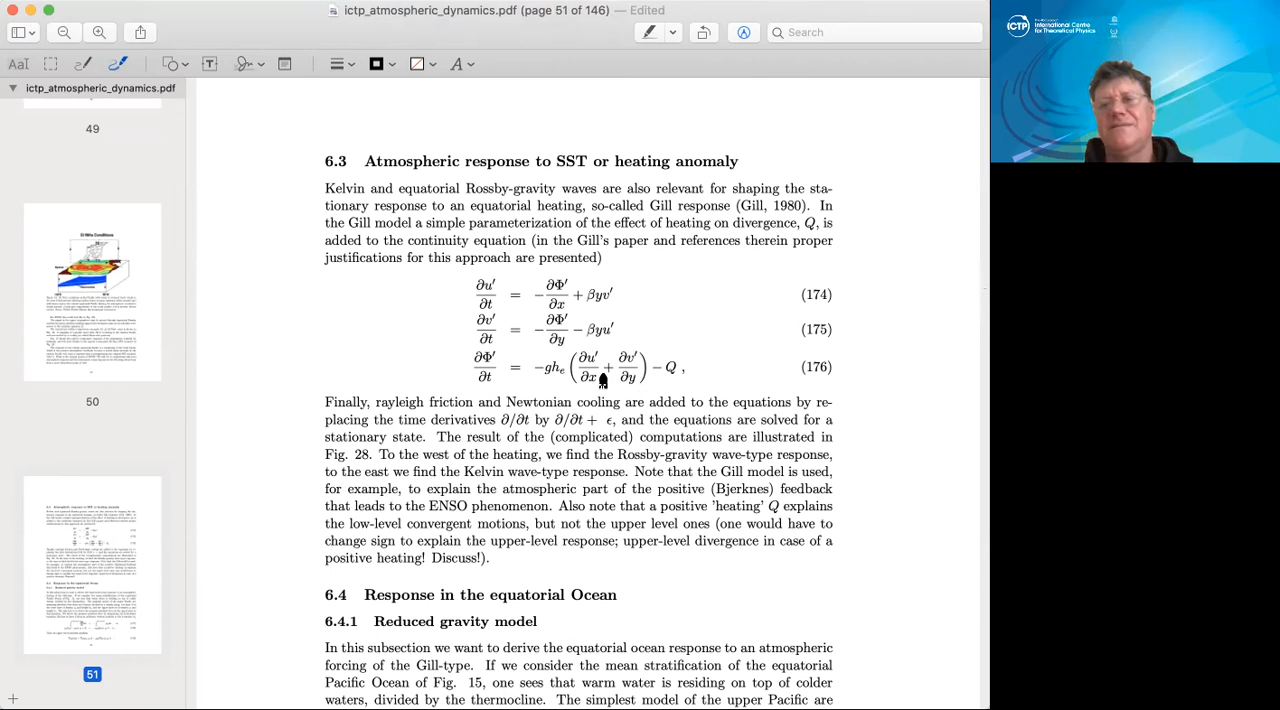 ictp_atmospheric_dynamics.pdf (page 51 of 146) — Edited
Search
ictp_atmospheric_dynamics.pdf
49
50
51
ICTP
International Centre
for Theoretical Physics
6.3 Atmospheric response to SST or heating anomaly
Kelvin and equatorial Rossby-gravity waves are also relevant for shaping the sta-
tionary response to an equatorial heating, so-called Gill response (Gill, 1980). In
the Gill model a simple parameterization of the effect of heating on divergence, Q, is
added to the continuity equation (in the Gill's paper and references therein proper
justifications for this approach are presented)
∂u′/∂t = −∂Φ′/∂x + βyv′ (174)
∂v′/∂t = −∂Φ′/∂y − βyu′ (175)
∂Φ′/∂t = −ghₑ (∂u′/∂x + ∂v′/∂y) − Q , (176)
Finally, rayleigh friction and Newtonian cooling are added to the equations by re-
placing the time derivatives ∂/∂t by ∂/∂t + ϵ, and the equations are solved for a
stationary state. The result of the (complicated) computations are illustrated in
Fig. 28. To the west of the heating, we find the Rossby-gravity wave-type response,
to the east we find the Kelvin wave-type response. Note that the Gill model is used,
for example, to explain the atmospheric part of the positive (Bjerknes) feedback
that leads to the ENSO phenomenon. Also note that a positive 'heating' Q explains
the low-level convergent motions, but not the upper level ones (one would have to
change sign to explain the upper-level response; upper-level divergence in case of a
positive heating! Discuss!).
6.4 Response in the equatorial Ocean
6.4.1 Reduced gravity model
In this subsection we want to derive the equatorial ocean response to an atmospheric
forcing of the Gill-type. If we consider the mean stratification of the equatorial
Pacific Ocean of Fig. 15, one sees that warm water is residing on top of colder
waters, divided by the thermocline. The simplest model of the upper Pacific are